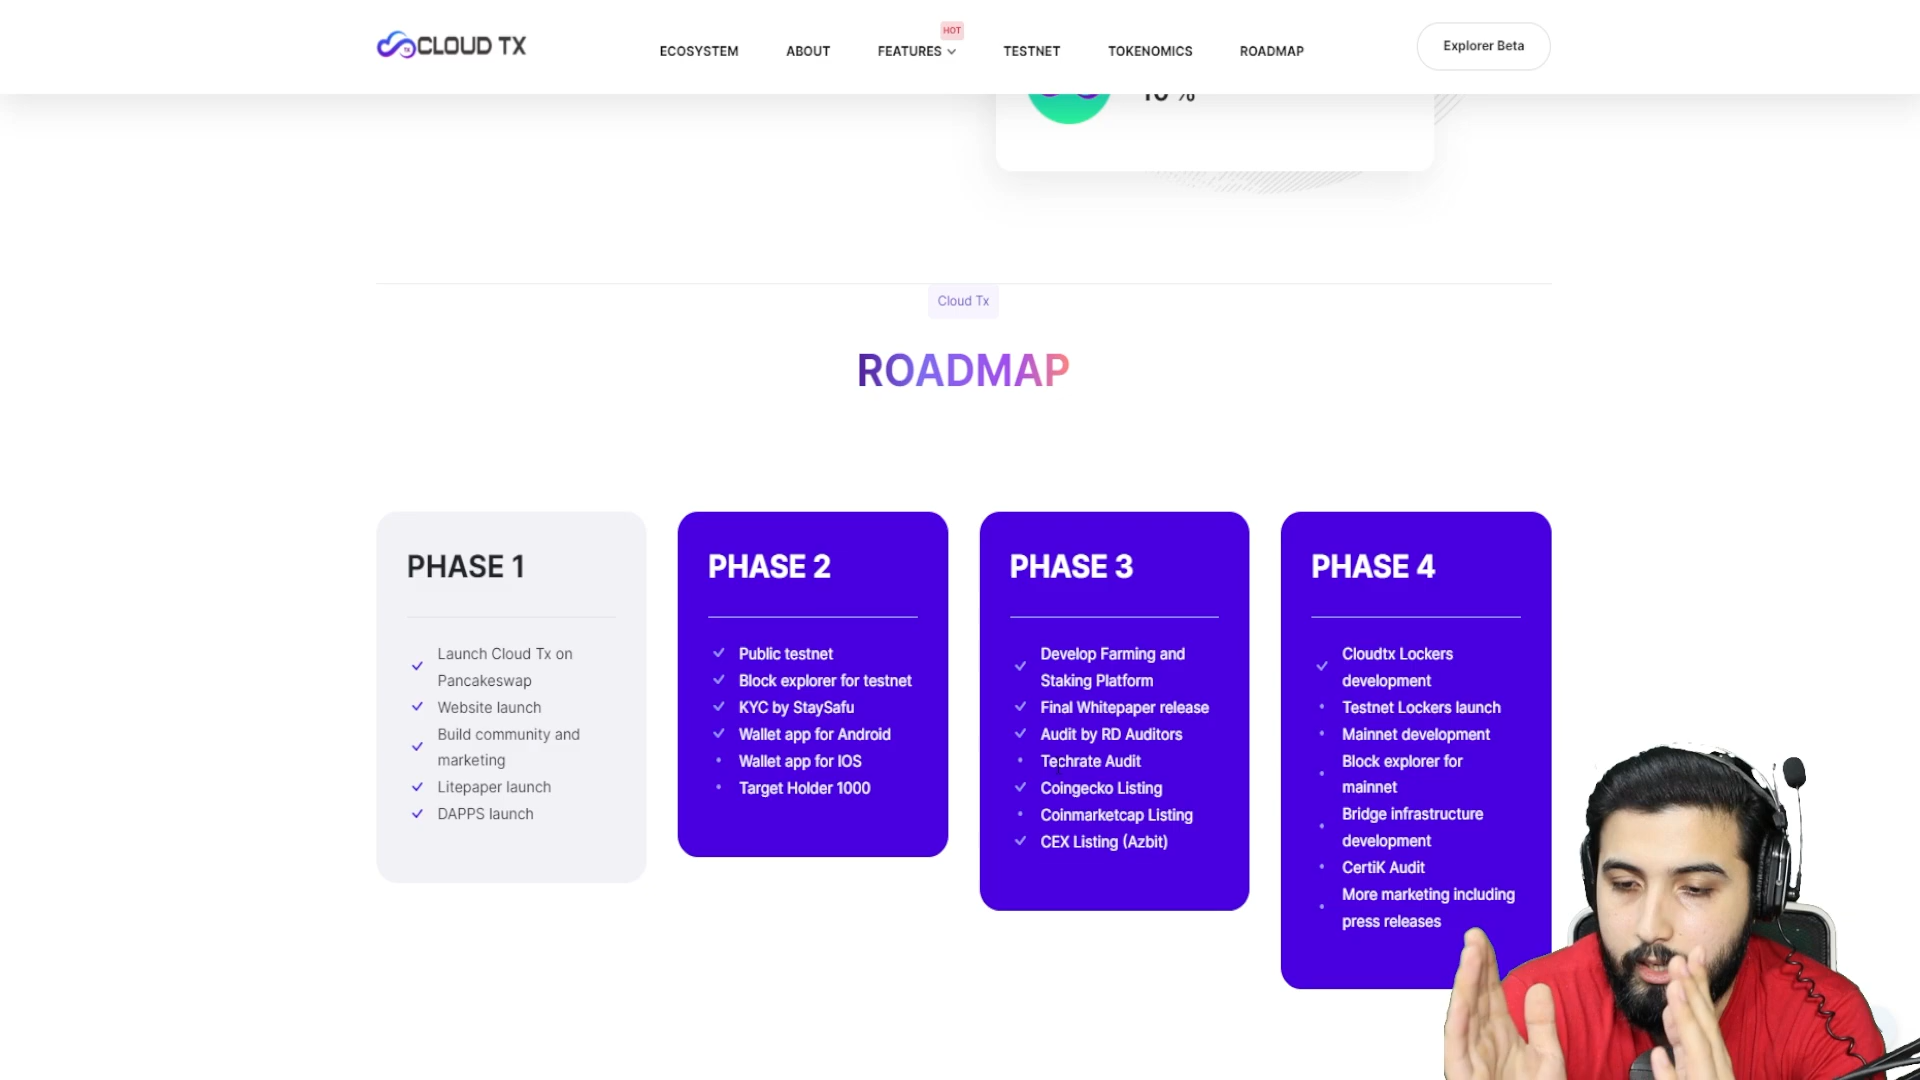 CLOUD TX
HOT
ECOSYSTEM
ABOUT
FEATURES
TESTNET
TOKENOMICS
ROADMAP
Explorer Beta
10 %
Cloud Tx
ROADMAP
PHASE 1
Launch Cloud Tx on
Pancakeswap
Website launch
Build community and
marketing
Litepaper launch
DAPPS launch
PHASE 2
Public testnet
Block explorer for testnet
KYC by StaySafu
Wallet app for Android
Wallet app for IOS
Target Holder 1000
PHASE 3
Develop Farming and
Staking Platform
Final Whitepaper release
Audit by RD Auditors
Techrate Audit
Coingecko Listing
Coinmarketcap Listing
CEX Listing (Azbit)
PHASE 4
Cloudtx Lockers
development
Testnet Lockers launch
Mainnet development
Block explorer for
mainnet
Bridge infrastructure
development
CertiK Audit
More marketing including
press releases